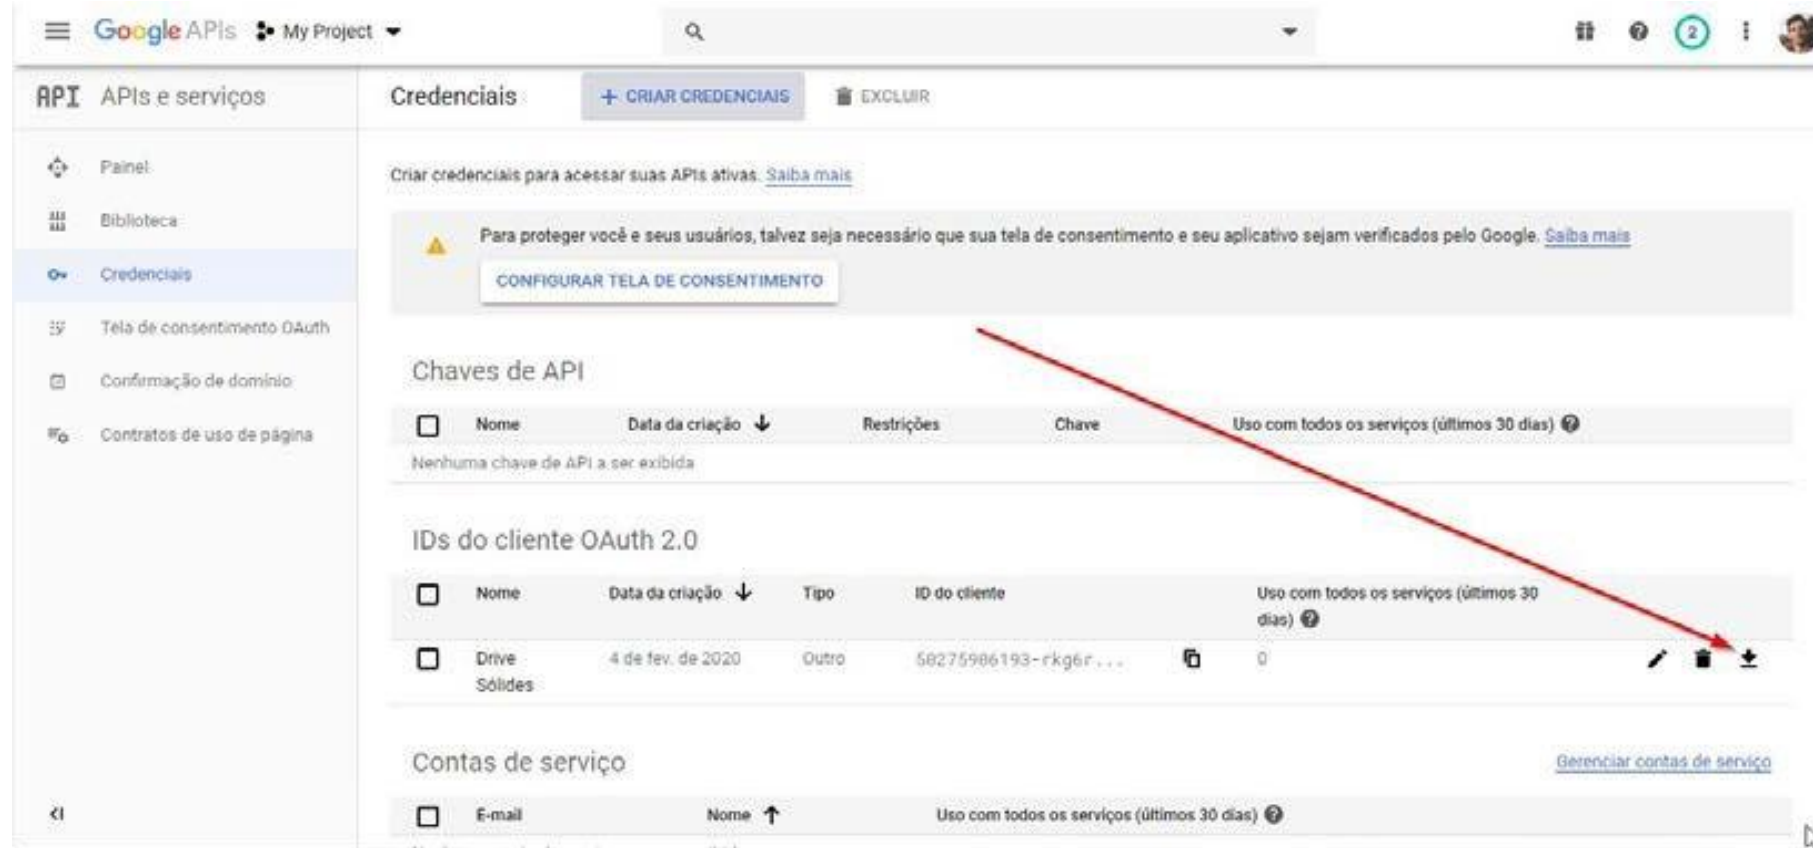 Google APIs My Project
2
API APIs e serviços
Credenciais + CRIAR CREDENCIAIS EXCLUIR
Painel
Biblioteca
Credenciais
Tela de consentimento OAuth
Confirmação de domínio
Contratos de uso de página
Criar credenciais para acessar suas APIs ativas. Saiba mais
Para proteger você e seus usuários, talvez seja necessário que sua tela de consentimento e seu aplicativo sejam verificados pelo Google. Saiba mais
CONFIGURAR TELA DE CONSENTIMENTO
Chaves de API
Nome Data da criação Restrições Chave Uso com todos os serviços (últimos 30 dias)
Nenhuma chave de API a ser exibida
IDs do cliente OAuth 2.0
Nome Data da criação Tipo ID do cliente Uso com todos os serviços (últimos 30
dias)
Drive 4 de fev. de 2020 Outro 50275906193-rkg6r... 0
Sólides
Contas de serviço Gerenciar contas de serviço
E-mail Nome Uso com todos os serviços (últimos 30 dias)